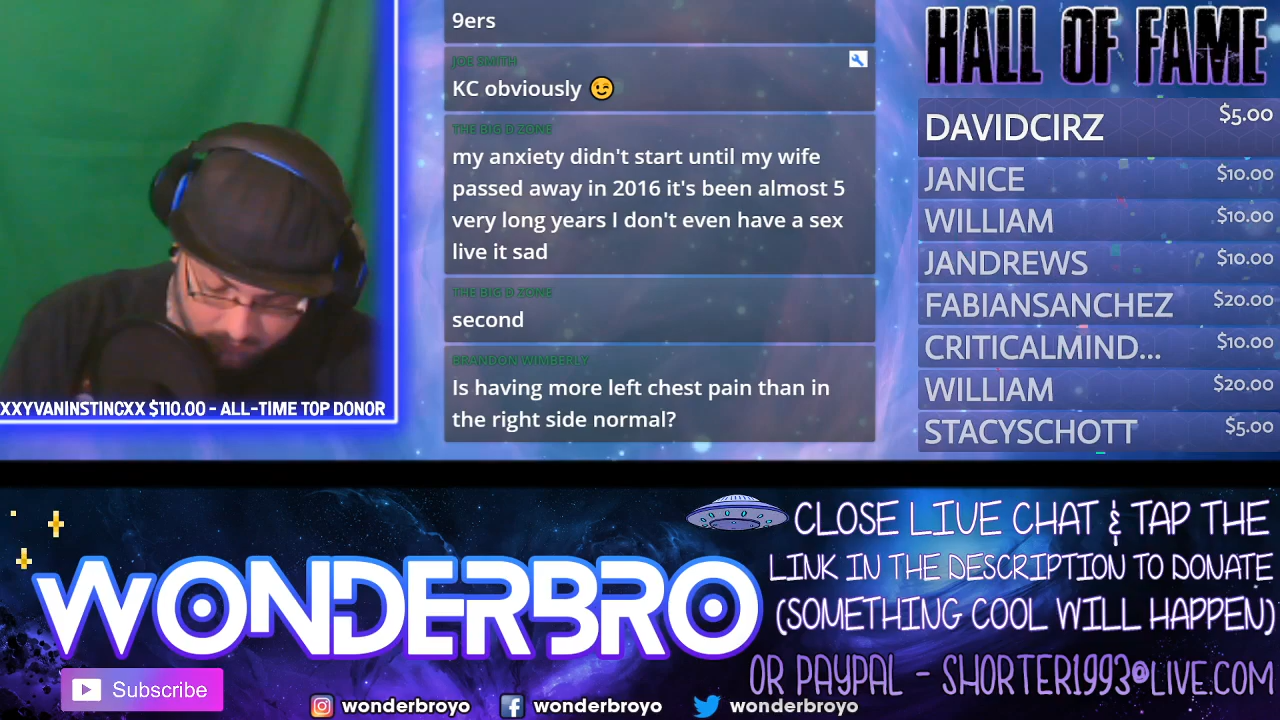 9ers
JOE SMITH
KC obviously 😉
THE BIG D ZONE
my anxiety didn't start until my wife
passed away in 2016 it's been almost 5
very long years I don't even have a sex
live it sad
THE BIG D ZONE
second
BRANDON WIMBERLY
Is having more left chest pain than in
the right side normal?
XXYVANINSTINCXX $110.00 - ALL-TIME TOP DONOR
HALL OF FAME
DAVIDCIRZ $5.00
JANICE $10.00
WILLIAM $10.00
JANDREWS $10.00
FABIANSANCHEZ $20.00
CRITICALMIND... $10.00
WILLIAM $20.00
STACYSCHOTT $5.00
WONDERBRO
Subscribe
wonderbroyo wonderbroyo wonderbroyo
CLOSE LIVE CHAT & TAP THE
LINK IN THE DESCRIPTION TO DONATE
(SOMETHING COOL WILL HAPPEN)
OR PAYPAL - SHORTER1993@LIVE.COM